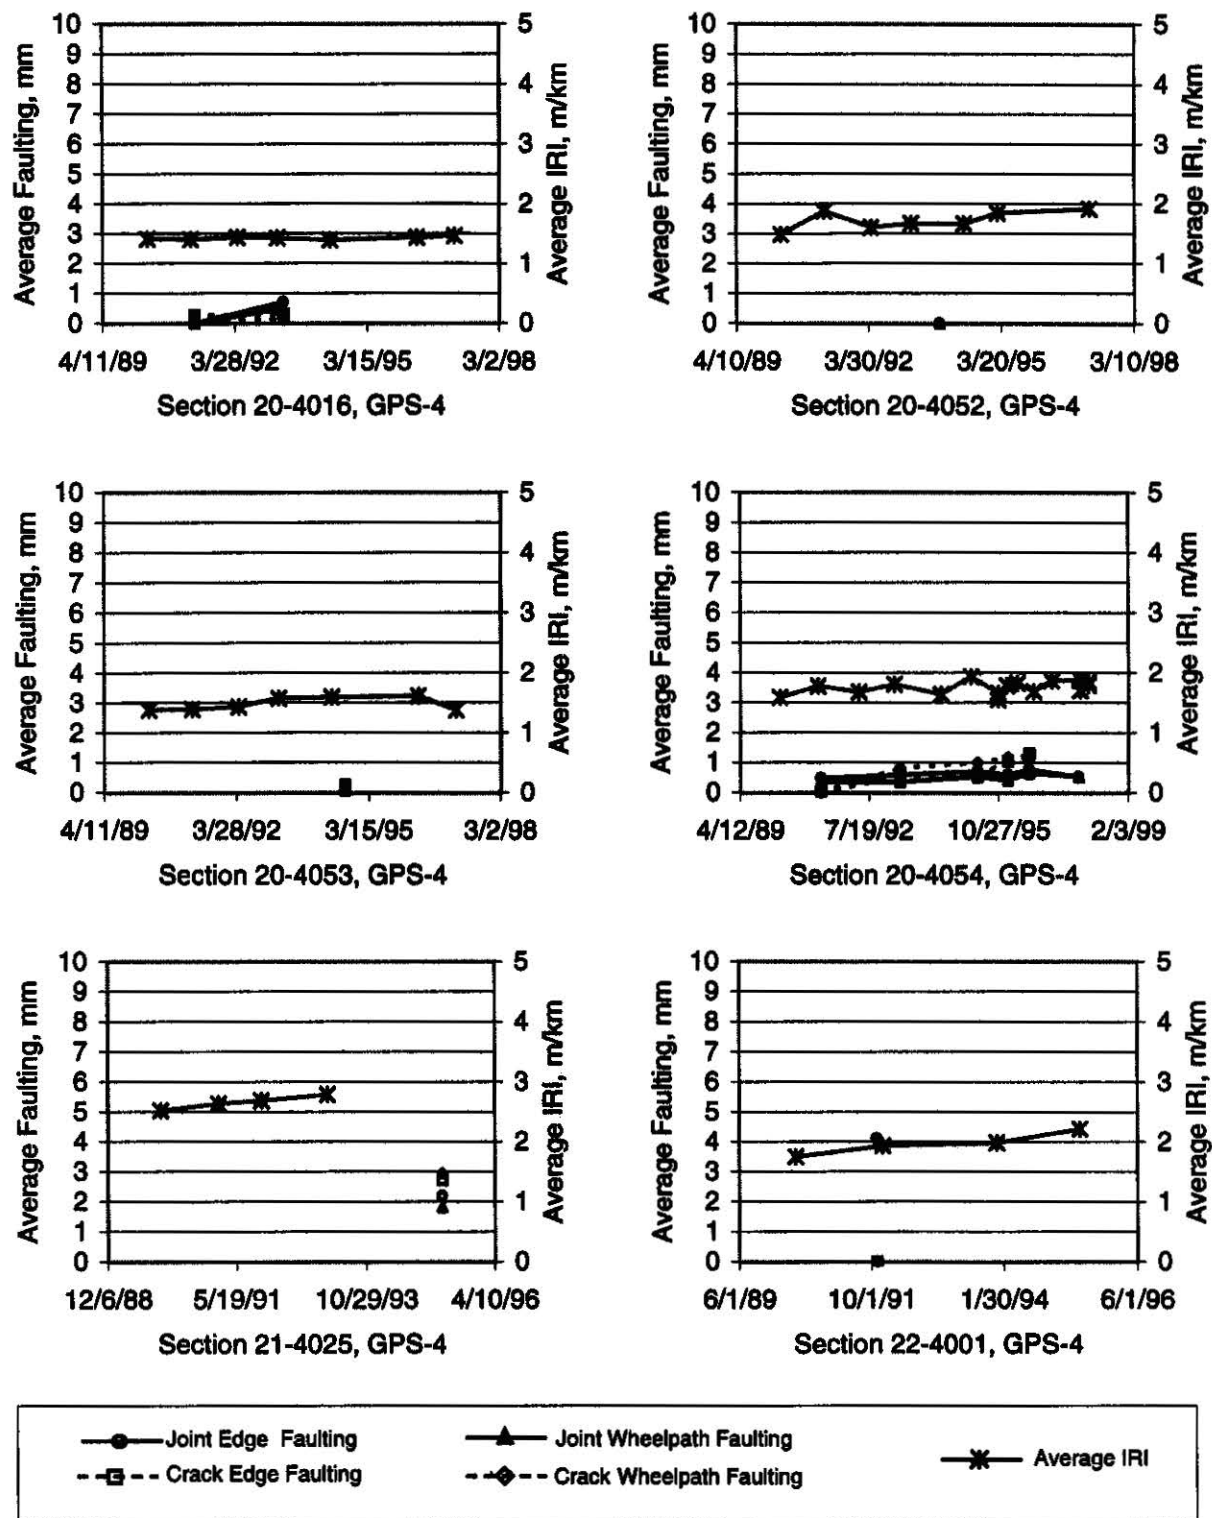 10 5 10 5
9 9
8 4 8 4
7 7
6 3 6 3
5 5
4 2 4 2
3 3
2 1 2 1
1 1
0 0 0 0
Average Faulting, mm
Average IRI, m/km
Average Faulting, mm
Average IRI, m/km
4/11/89 3/28/92 3/15/95 3/2/98 4/10/89 3/30/92 3/20/95 3/10/98
Section 20-4016, GPS-4 Section 20-4052, GPS-4
10 5 10 5
9 9
8 4 8 4
7 7
6 3 6 3
5 5
4 2 4 2
3 3
2 1 2 1
1 1
0 0 0 0
Average Faulting, mm
Average IRI, m/km
Average Faulting, mm
Average IRI, m/km
4/11/89 3/28/92 3/15/95 3/2/98 4/12/89 7/19/92 10/27/95 2/3/99
Section 20-4053, GPS-4 Section 20-4054, GPS-4
10 5 10 5
9 9
8 4 8 4
7 7
6 3 6 3
5 5
4 2 4 2
3 3
2 1 2 1
1 1
0 0 0 0
Average Faulting, mm
Average IRI, m/km
Average Faulting, mm
Average IRI, m/km
12/6/88 5/19/91 10/29/93 4/10/96 6/1/89 10/1/91 1/30/94 6/1/96
Section 21-4025, GPS-4 Section 22-4001, GPS-4
Joint Edge Faulting Joint Wheelpath Faulting Average IRI
Crack Edge Faulting Crack Wheelpath Faulting